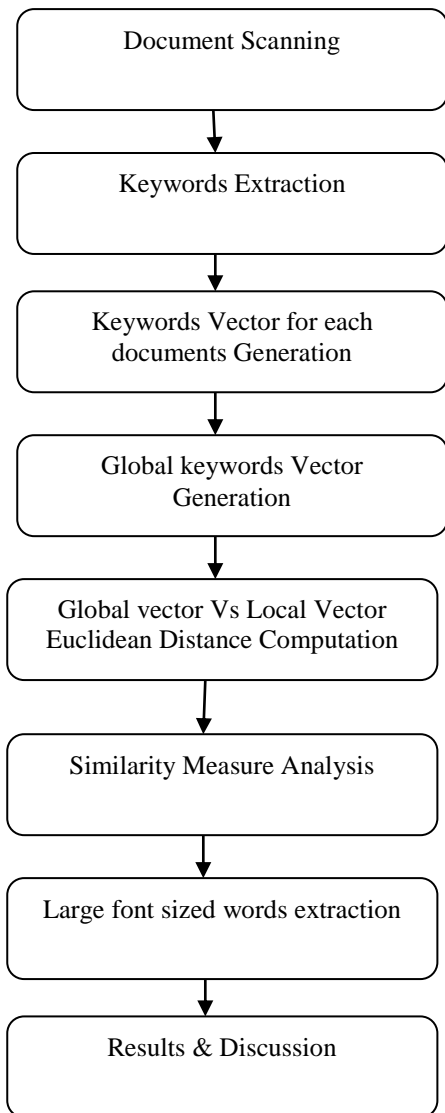 Document Scanning
Keywords Extraction
Keywords Vector for each
documents Generation
Global keywords Vector
Generation
Global vector Vs Local Vector
Euclidean Distance Computation
Similarity Measure Analysis
Large font sized words extraction
Results & Discussion